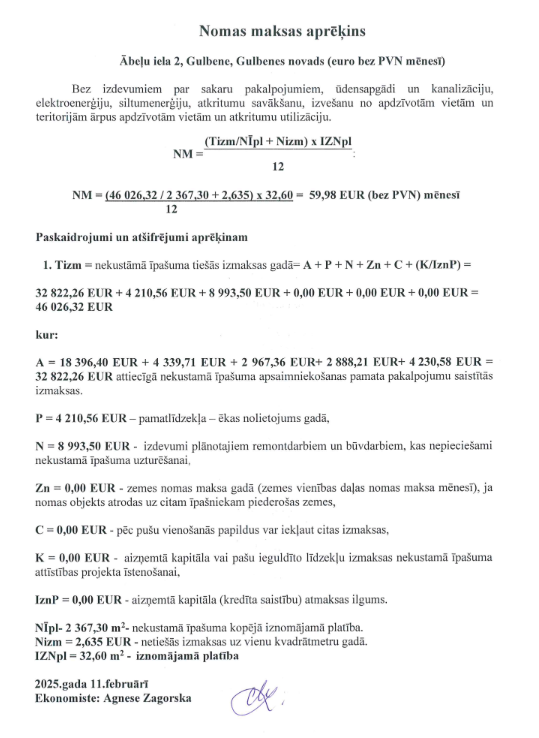 Nomas maksas aprēķins
Ābeļu iela 2, Gulbene, Gulbenes novads (euro bez PVN mēnesī)
Bez izdevumiem par sakaru pakalpojumiem, ūdensapgādi un kanalizāciju,
elektroenerģiju, siltumenerģiju, atkritumu savākšanu, izvešanu no apdzīvotām vietām un
teritorijām ārpus apdzīvotām vietām un atkritumu utilizāciju.
(Tizm/NĪpl + Nizm) x IZNpl
NM = :
12
NM = (46 026,32 / 2 367,30 + 2,635) x 32,60 = 59,98 EUR (bez PVN) mēnesī
12
Paskaidrojumi un atšifrējumi aprēķinam
1. Tizm = nekustāmā īpašuma tiešās izmaksas gadā= A + P + N + Zn + C + (K/IznP) =
32 822,26 EUR + 4 210,56 EUR + 8 993,50 EUR + 0,00 EUR + 0,00 EUR + 0,00 EUR =
46 026,32 EUR
kur:
A = 18 396,40 EUR + 4 339,71 EUR + 2 967,36 EUR+ 2 888,21 EUR+ 4 230,58 EUR =
32 822,26 EUR attiecīgā nekustamā īpašuma apsaimniekošanas pamata pakalpojumu saistītās
izmaksas.
P = 4 210,56 EUR – pamatlīdzekļa – ēkas nolietojums gadā,
N = 8 993,50 EUR - izdevumi plānotajiem remontdarbiem un būvdarbiem, kas nepieciešami
nekustamā īpašuma uzturēšanai,
Zn = 0,00 EUR - zemes nomas maksa gadā (zemes vienības daļas nomas maksa mēnesī), ja
nomas objekts atrodas uz citam īpašniekam piederošas zemes,
C = 0,00 EUR - pēc pušu vienošanās papildus var iekļaut citas izmaksas,
K = 0,00 EUR - aizņemtā kapitāla vai pašu ieguldīto līdzekļu izmaksas nekustamā īpašuma
attīstības projekta īstenošanai,
IznP = 0,00 EUR - aizņemtā kapitāla (kredīta saistību) atmaksas ilgums.
NĪpl- 2 367,30 m²- nekustamā īpašuma kopējā iznomājamā platība.
Nizm = 2,635 EUR - netiešās izmaksas uz vienu kvadrātmetru gadā.
IZNpl = 32,60 m² - iznomājamā platība
2025.gada 11.februārī
Ekonomiste: Agnese Zagorska